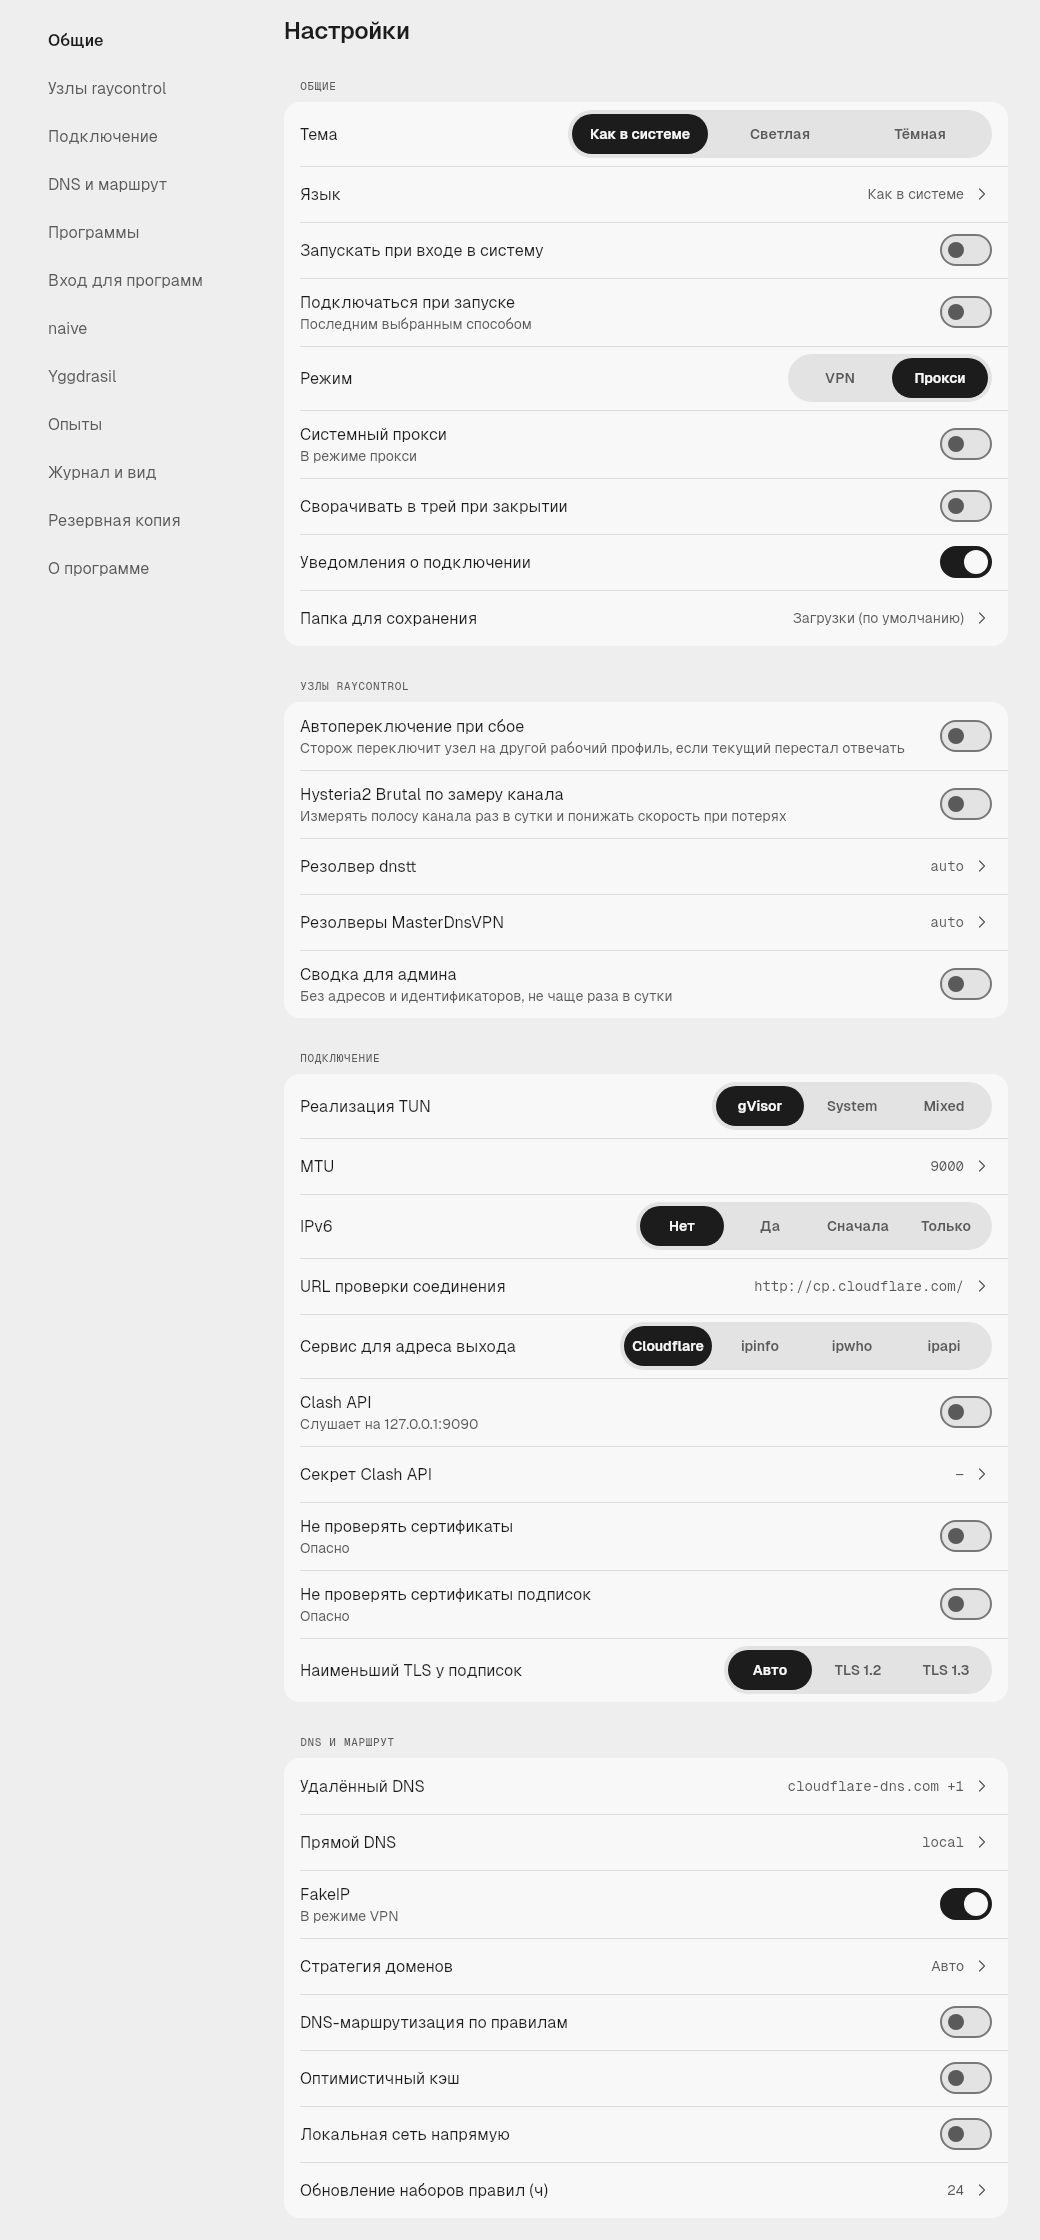 Общие
Узлы raycontrol
Подключение
DNS и маршрут
Программы
Вход для программ
naive
Yggdrasil
Опыты
Журнал и вид
Резервная копия
О программе
Настройки
ОБЩИЕ
Тема Как в системе Светлая Тёмная
Язык Как в системе
Запускать при входе в систему
Подключаться при запуске
Последним выбранным способом
Режим VPN Прокси
Системный прокси
В режиме прокси
Сворачивать в трей при закрытии
Уведомления о подключении
Папка для сохранения Загрузки (по умолчанию)
УЗЛЫ RAYCONTROL
Автопереключение при сбое
Сторож переключит узел на другой рабочий профиль, если текущий перестал отвечать
Hysteria2 Brutal по замеру канала
Измерять полосу канала раз в сутки и понижать скорость при потерях
Резолвер dnstt auto
Резолверы MasterDnsVPN auto
Сводка для админа
Без адресов и идентификаторов, не чаще раза в сутки
ПОДКЛЮЧЕНИЕ
Реализация TUN gVisor System Mixed
MTU 9000
IPv6 Нет Да Сначала Только
URL проверки соединения http://cp.cloudflare.com/
Сервис для адреса выхода Cloudflare ipinfo ipwho ipapi
Clash API
Слушает на 127.0.0.1:9090
Секрет Clash API –
Не проверять сертификаты
Опасно
Не проверять сертификаты подписок
Опасно
Наименьший TLS у подписок Авто TLS 1.2 TLS 1.3
DNS И МАРШРУТ
Удалённый DNS cloudflare-dns.com +1
Прямой DNS local
FakeIP
В режиме VPN
Стратегия доменов Авто
DNS-маршрутизация по правилам
Оптимистичный кэш
Локальная сеть напрямую
Обновление наборов правил (ч) 24